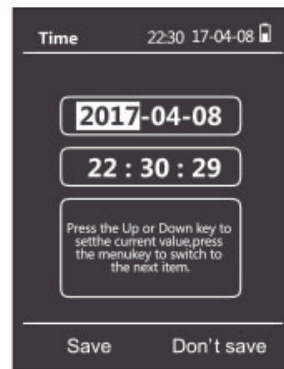 Time 22:30 17-04-08
2017-04-08
22 : 30 : 29
Press the Up or Down key to
setthe current value,press
the menukey to switch to
the next item.
Save Don't save